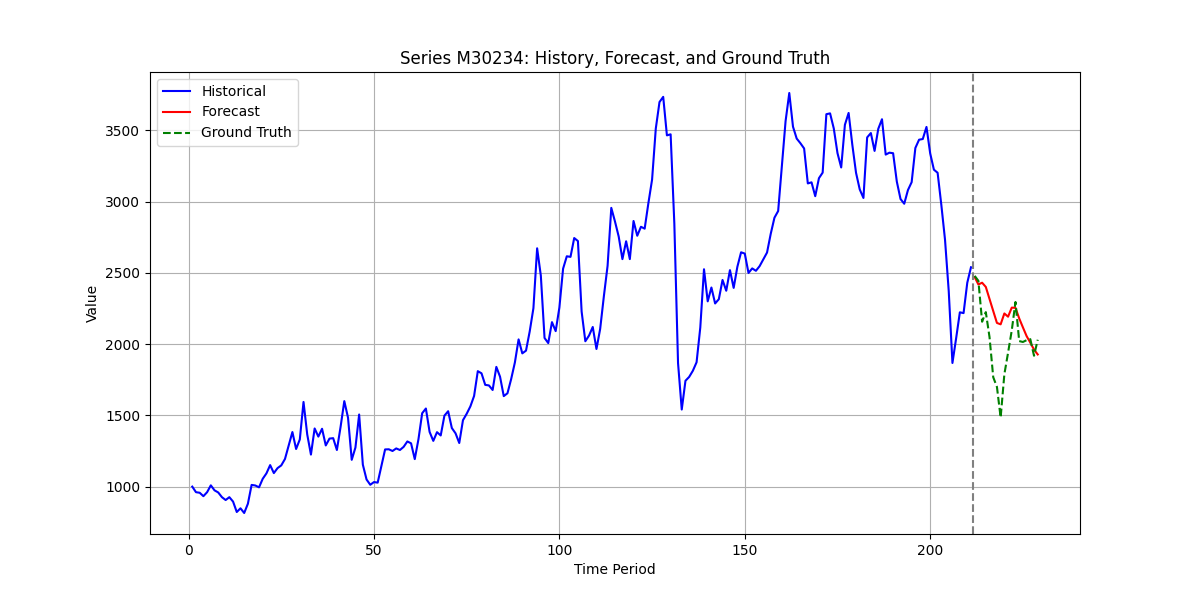 Series M30234: History, Forecast, and Ground Truth
Historical
Forecast
Ground Truth
3500
3000
2500
2000
1500
1000
Value
0 50 100 150 200
Time Period